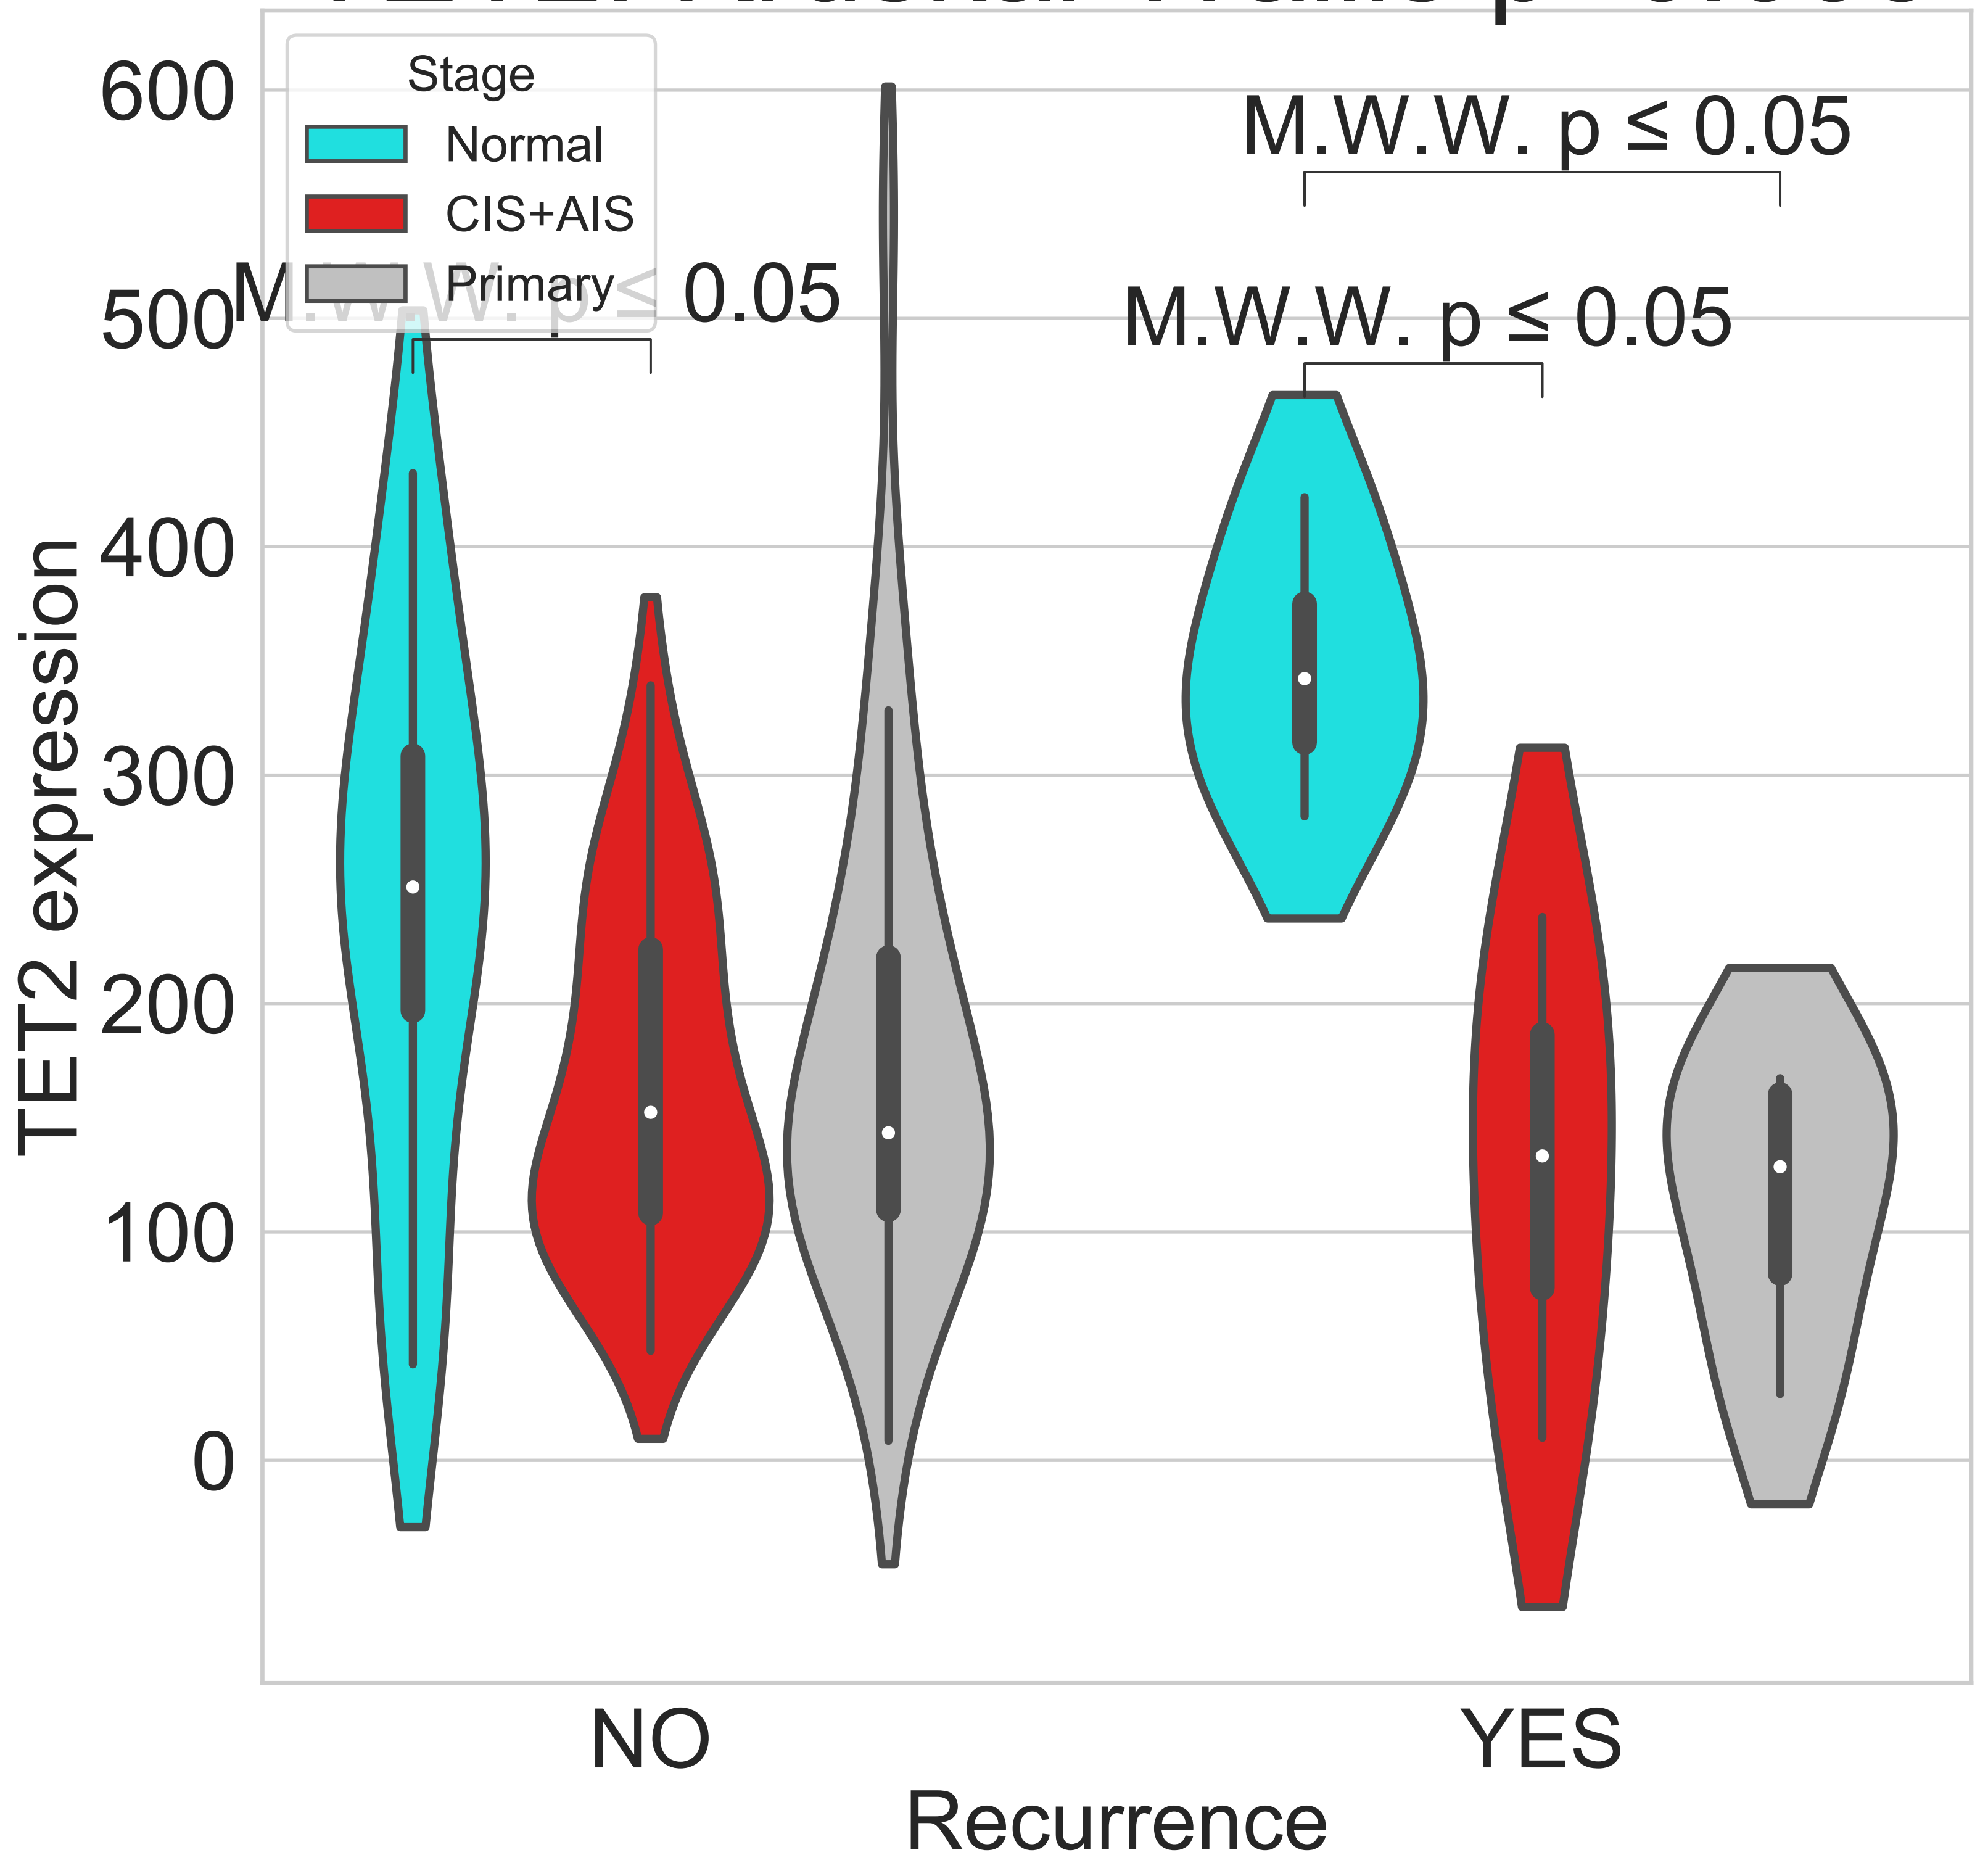 Stage
Normal
CIS+AIS
Primary
M.W.W. p ≤ 0.05
M.W.W. p ≤ 0.05
M.W.W. p ≤ 0.05
600
500
400
300
200
100
0
TET2 expression
NO
YES
Recurrence